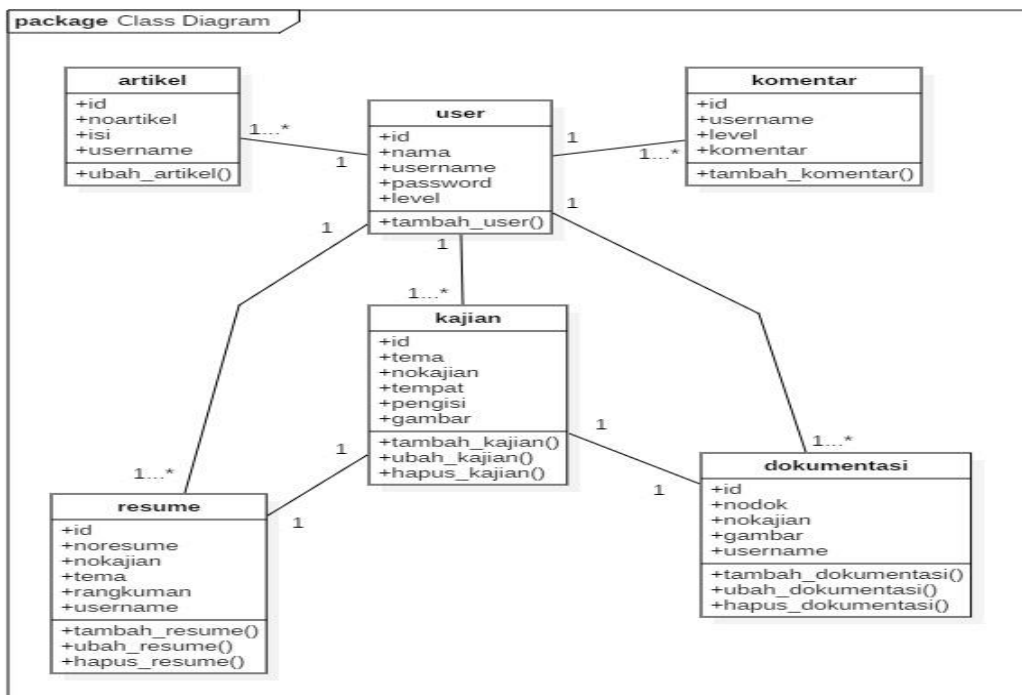 package Class Diagram
artikel
+id
+noartikel
+isi
+username
+ubah_artikel()
1...*
1
user
+id
+nama
+username
+password
+level
+tambah_user()
komentar
+id
+username
+level
+komentar
+tambah_komentar()
1
1...*
1
1
1
1...*
kajian
+id
+tema
+nokajian
+tempat
+pengisi
+gambar
+tambah_kajian()
+ubah_kajian()
+hapus_kajian()
1
1
1
1
1...*
1...*
resume
+id
+noresume
+nokajian
+tema
+rangkuman
+username
+tambah_resume()
+ubah_resume()
+hapus_resume()
dokumentasi
+id
+nodok
+nokajian
+gambar
+username
+tambah_dokumentasi()
+ubah_dokumentasi()
+hapus_dokumentasi()